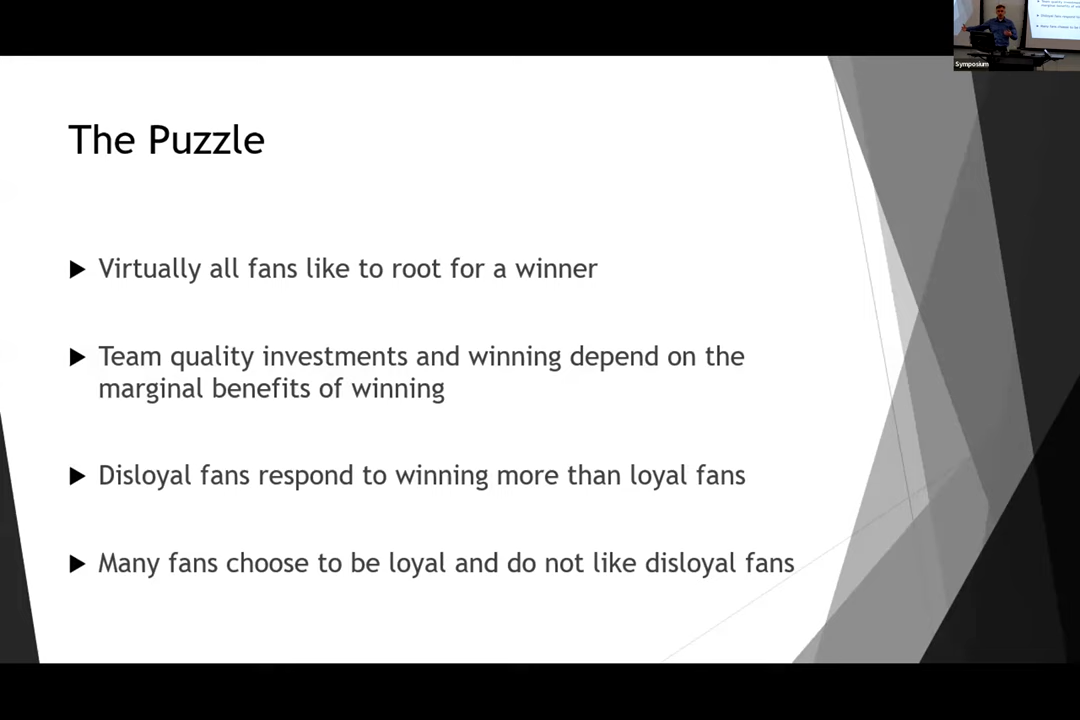 Symposium
The Puzzle
Virtually all fans like to root for a winner
Team quality investments and winning depend on the
marginal benefits of winning
Disloyal fans respond to winning more than loyal fans
Many fans choose to be loyal and do not like disloyal fans